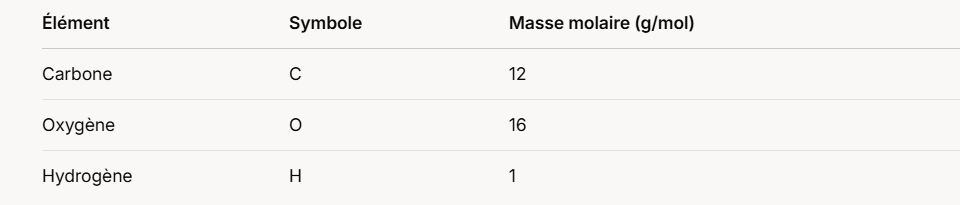 Élément Symbole Masse molaire (g/mol)
Carbone C 12
Oxygène O 16
Hydrogène H 1